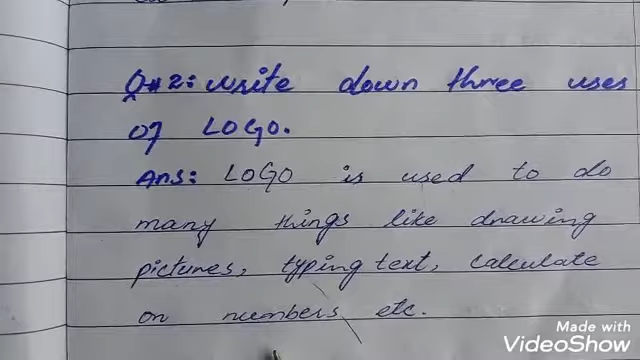 Q#2: write down three uses
of LOGO.
Ans: LOGO is used to do
many things like drawing
pictures, typing text, calculate
on numbers etc.
Made with
VideoShow